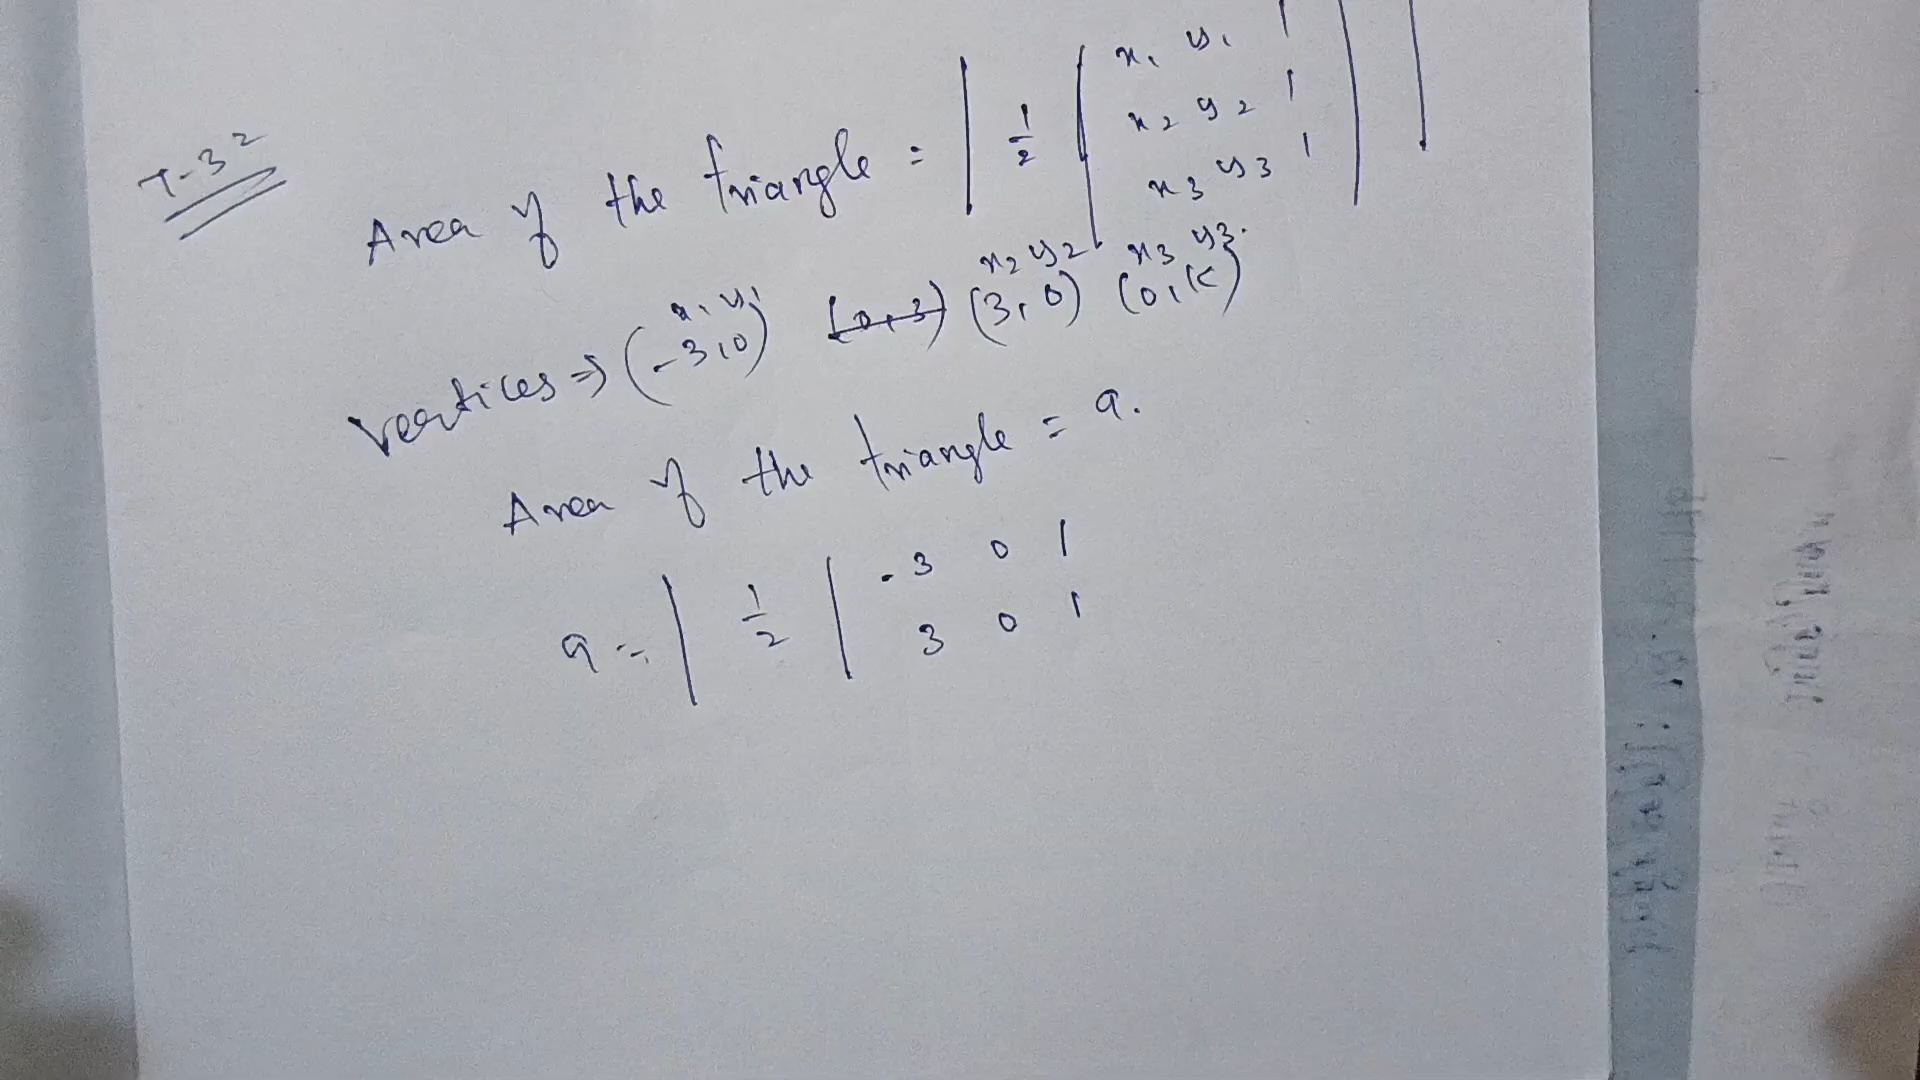 T-32
Area of the triangle = | 1/2 | x1 y1 1
x2 y2 1
x3 y3 1 | |
x1 y1 x2 y2 x3 y3.
vertices ⇒ (-3,0) (0,3) (3,0) (0,K)
Area of the triangle = 9.
9 = | 1/2 | -3 0 1
3 0 1